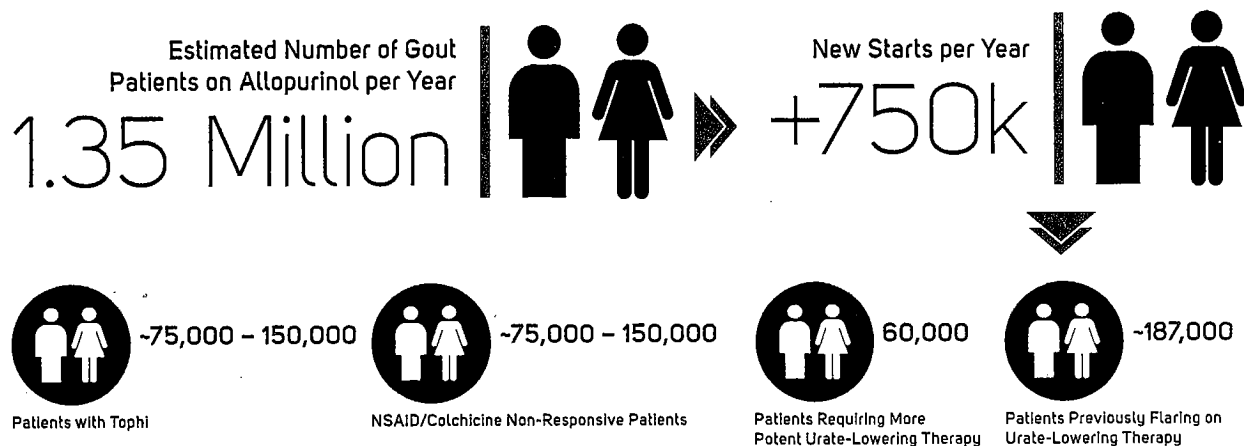 Estimated Number of Gout
Patients on Allopurinol per Year
1.35 Million
New Starts per Year
+750k
~75,000 – 150,000
Patients with Tophi
~75,000 – 150,000
NSAID/Colchicine Non-Responsive Patients
60,000
Patients Requiring More
Potent Urate-Lowering Therapy
~187,000
Patients Previously Flaring on
Urate-Lowering Therapy